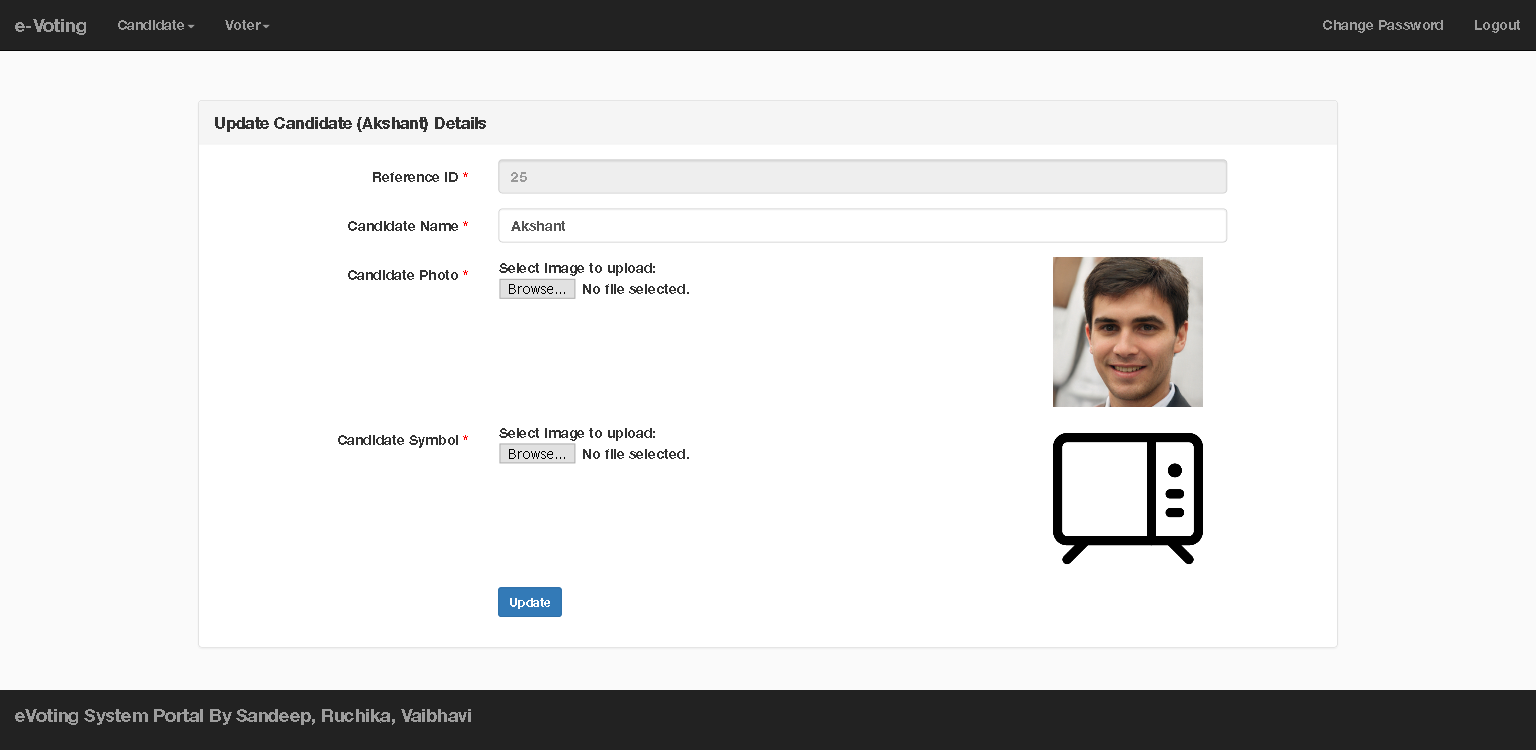 e-Voting Candidate Voter Change Password Logout
Update Candidate (Akshant) Details
Reference ID * 25
Candidate Name * Akshant
Candidate Photo * Select image to upload:
Browse... No file selected.
Candidate Symbol * Select image to upload:
Browse... No file selected.
Update
eVoting System Portal By Sandeep, Ruchika, Vaibhavi